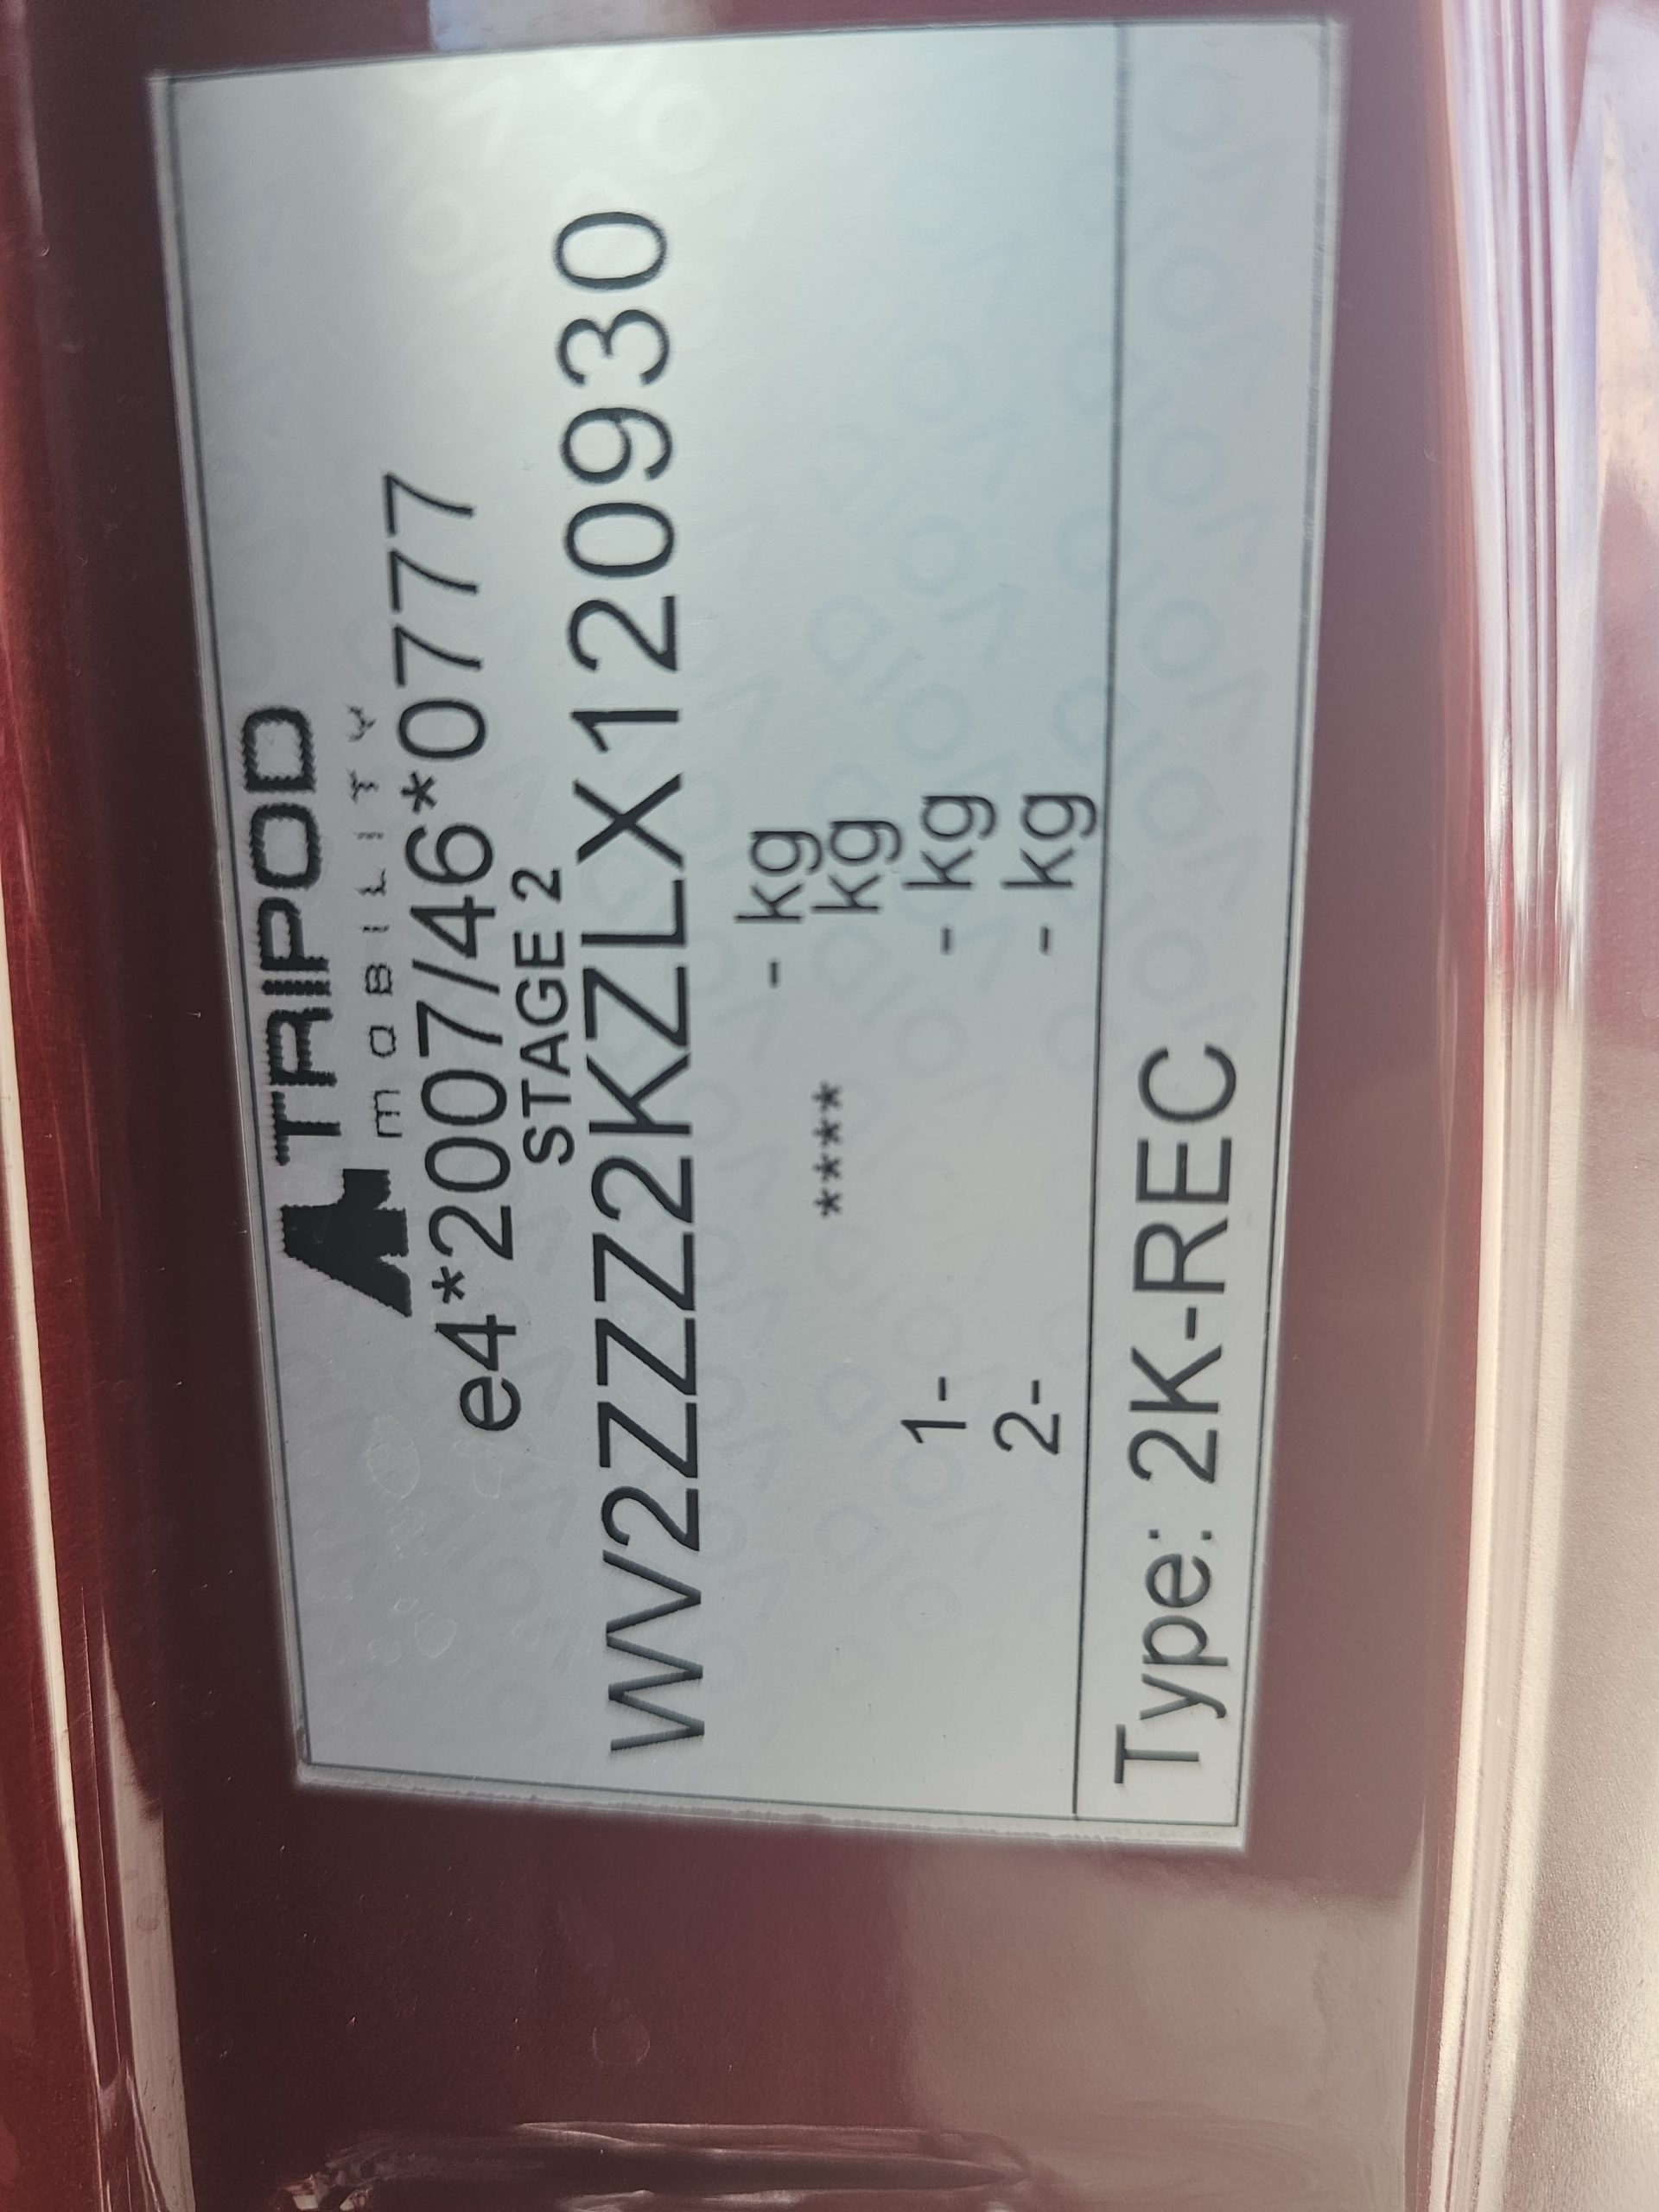 TRIPOD
mOBILITY
e4*2007/46*0777
STAGE 2
WV2ZZZ2KZLX120930
- kg
**** kg
1- - kg
2- - kg
Type: 2K-REC